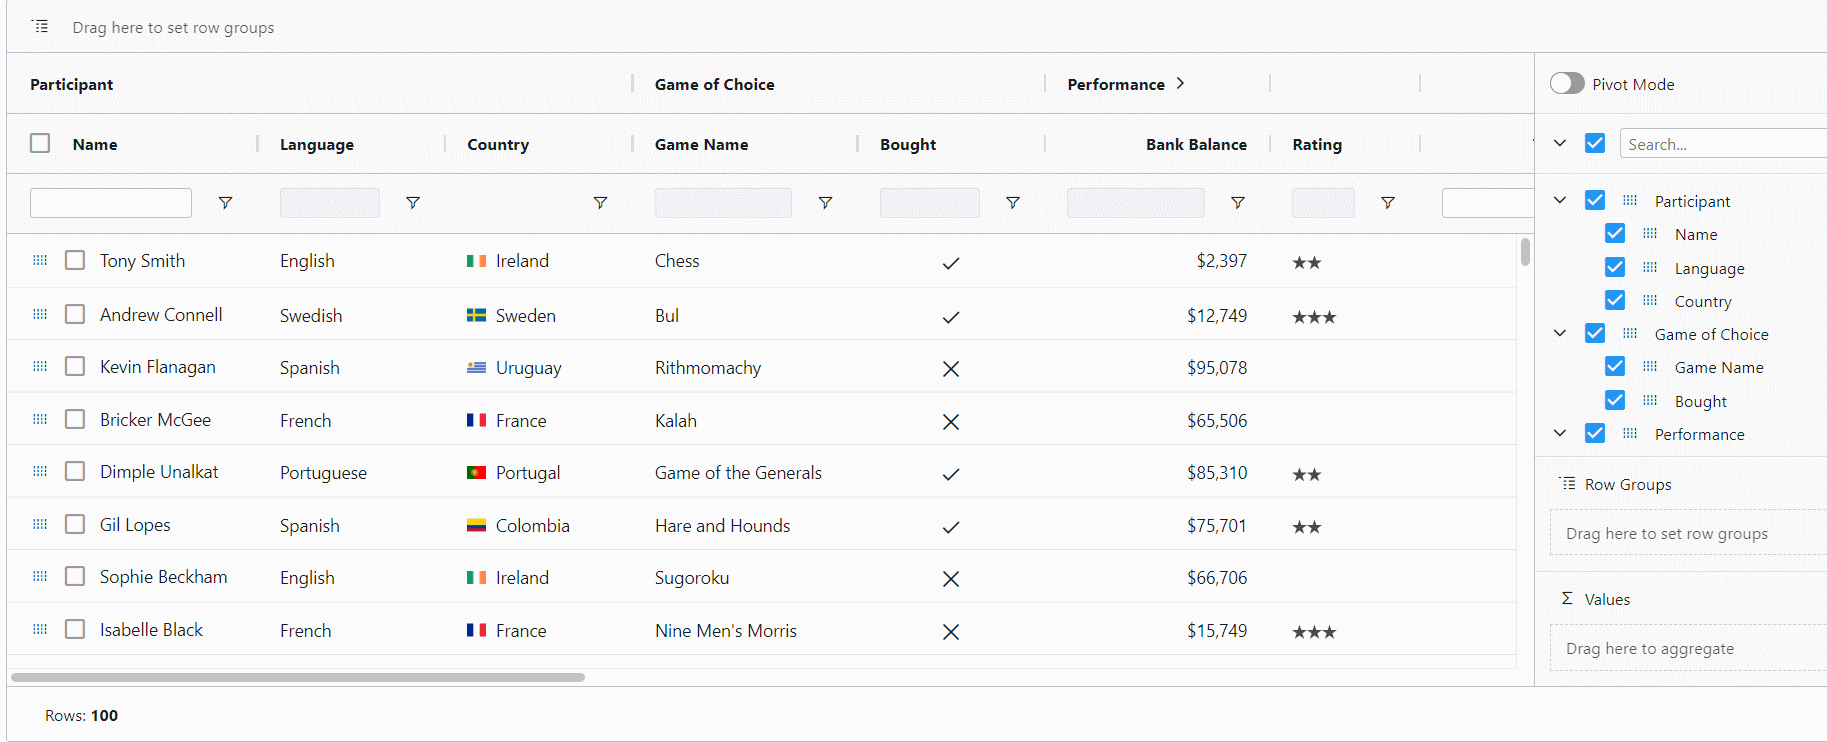 Drag here to set row groups
Participant Game of Choice Performance Pivot Mode
Name Language Country Game Name Bought Bank Balance Rating Search...
Participant
Name
Tony Smith English Ireland Chess $2,397 ★★
Language
Country
Andrew Connell Swedish Sweden Bul $12,749 ★★★
Game of Choice
Kevin Flanagan Spanish Uruguay Rithmomachy $95,078 Game Name
Bought
Bricker McGee French France Kalah $65,506
Performance
Dimple Unalkat Portuguese Portugal Game of the Generals $85,310 ★★
Row Groups
Gil Lopes Spanish Colombia Hare and Hounds $75,701 ★★
Drag here to set row groups
Sophie Beckham English Ireland Sugoroku $66,706
Σ Values
Isabelle Black French France Nine Men's Morris $15,749 ★★★
Drag here to aggregate
Rows: 100